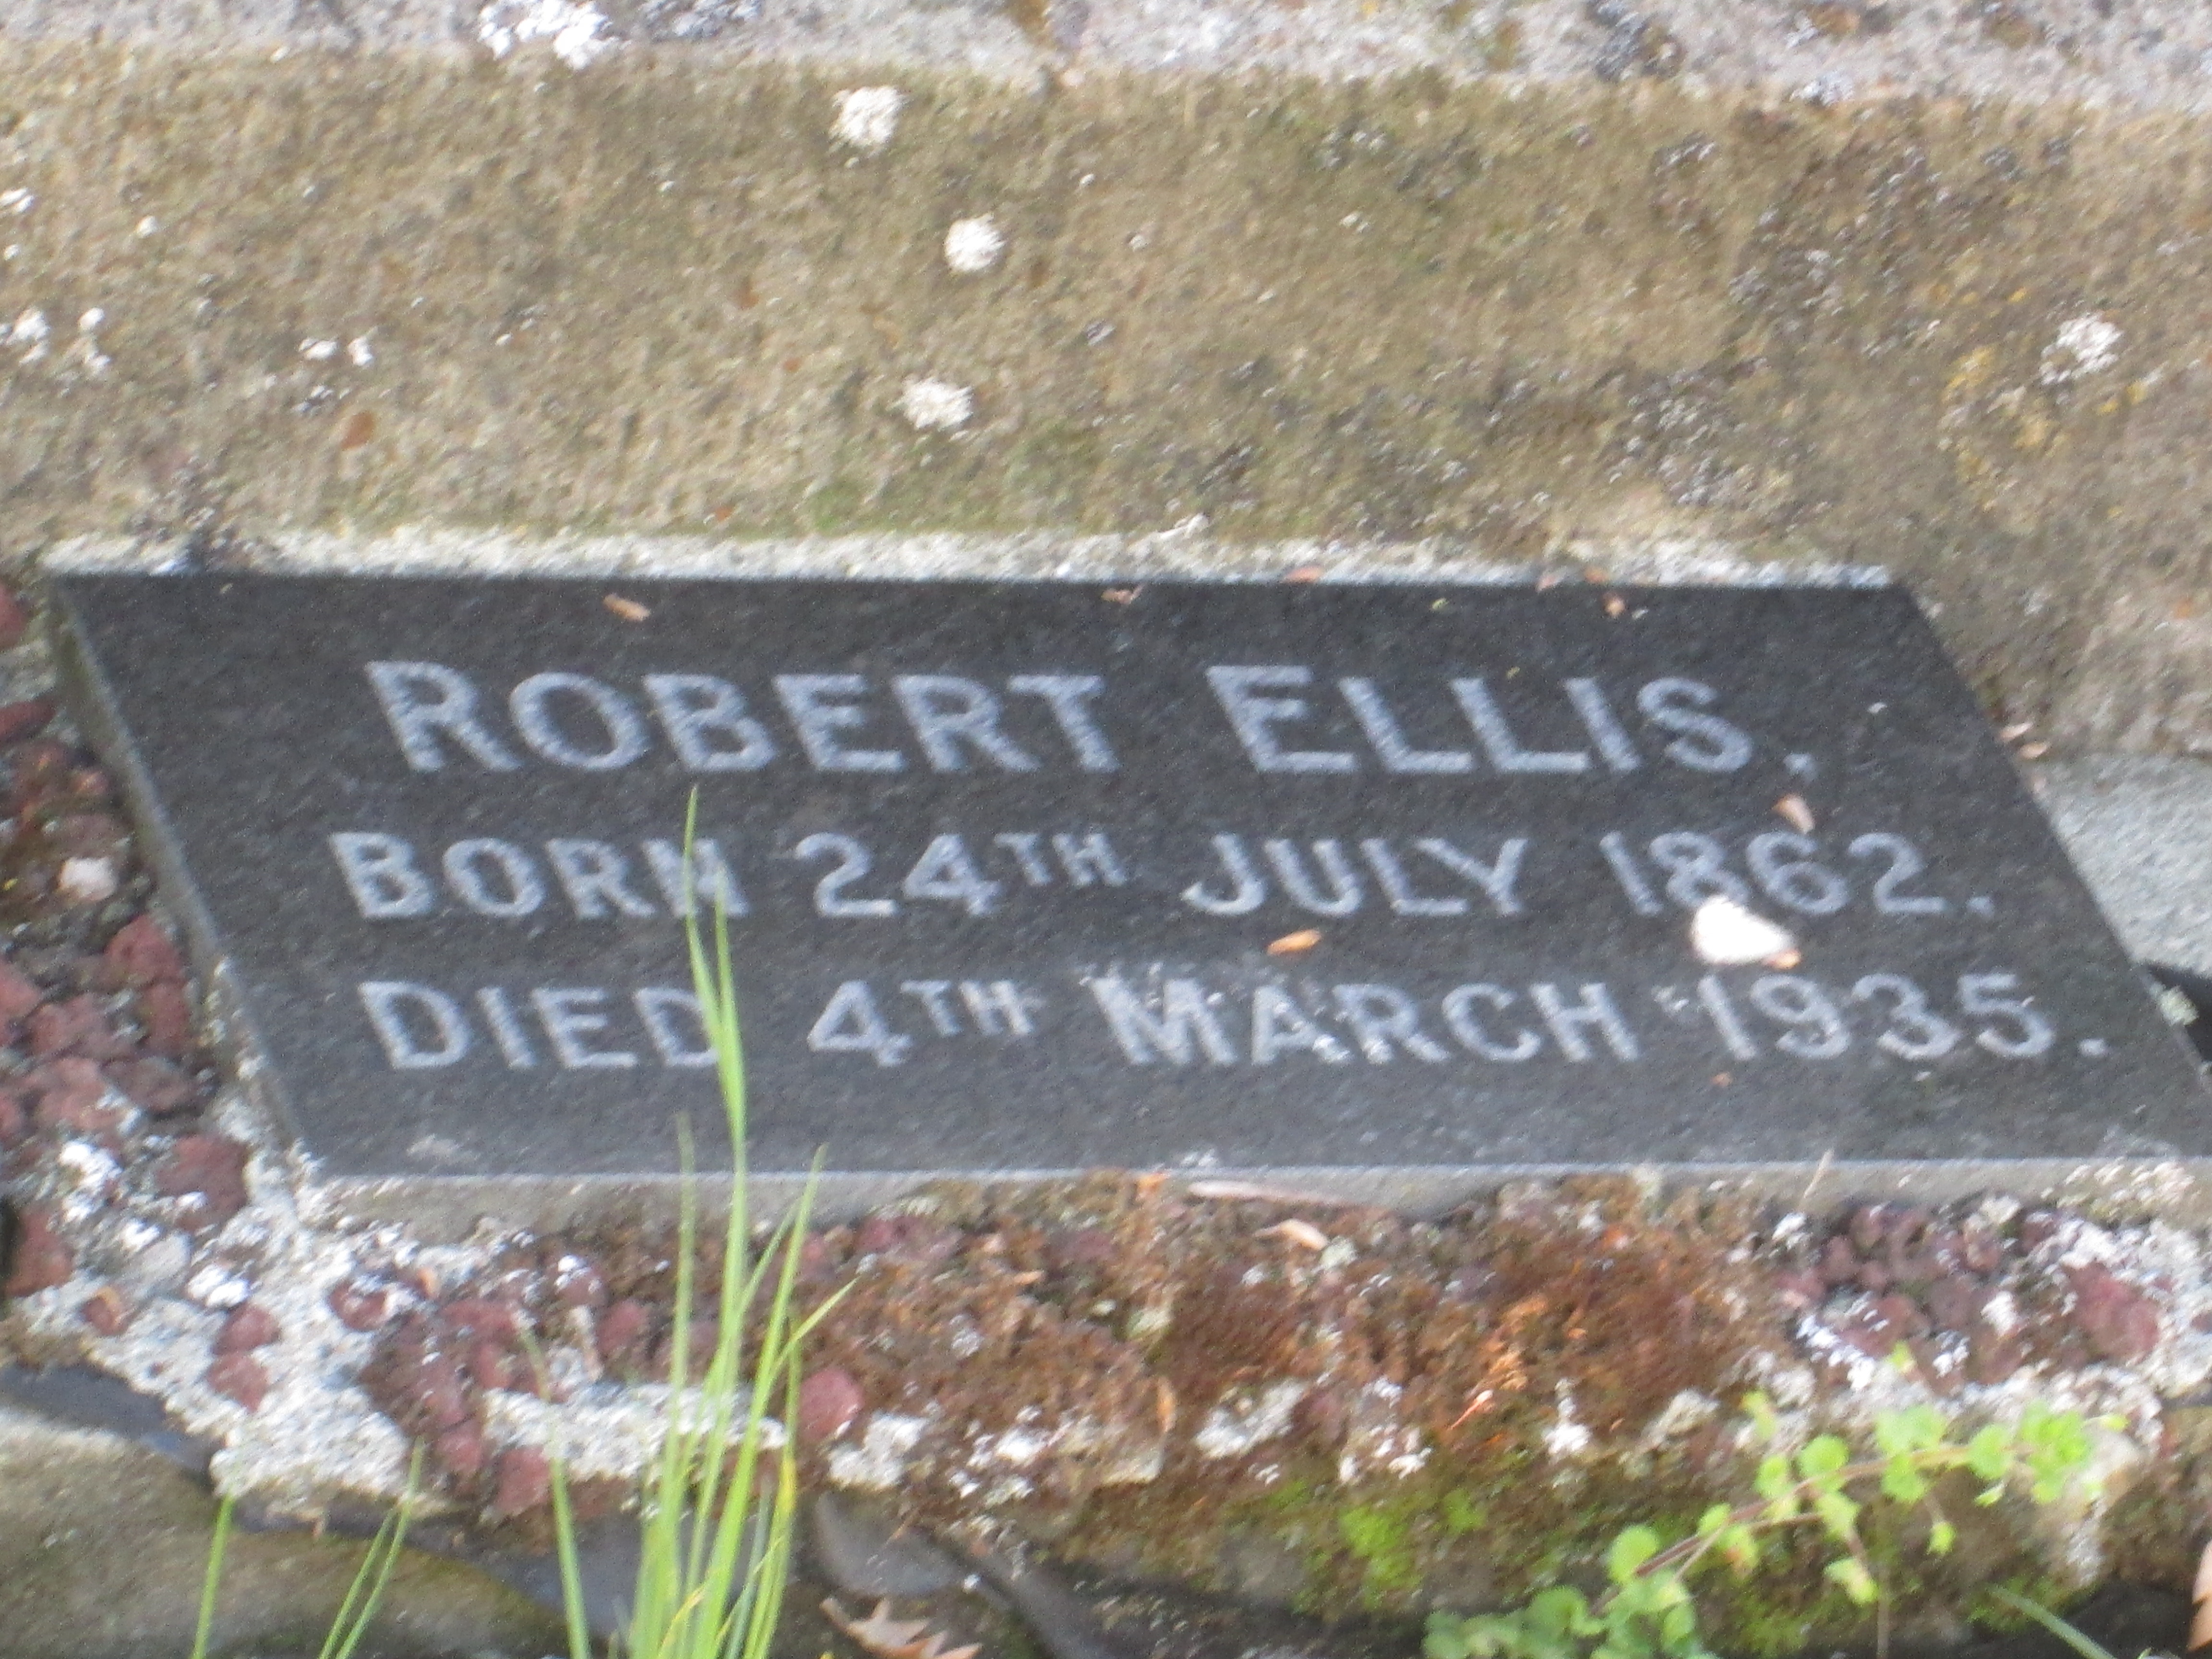 ROBERT ELLIS.
BORN 24TH JULY 1862.
DIED 4TH MARCH 1935.